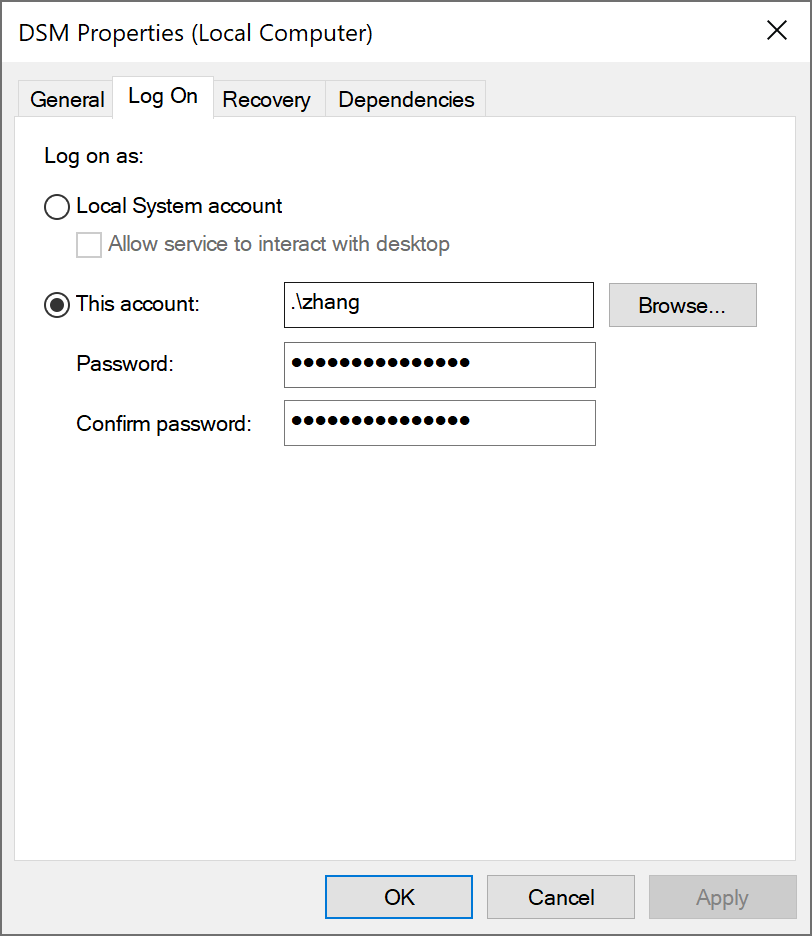 DSM Properties (Local Computer)
General Log On Recovery Dependencies
Log on as:
Local System account
Allow service to interact with desktop
This account: .\zhang Browse...
Password: ●●●●●●●●●●●●●●●
Confirm password: ●●●●●●●●●●●●●●●
OK Cancel Apply